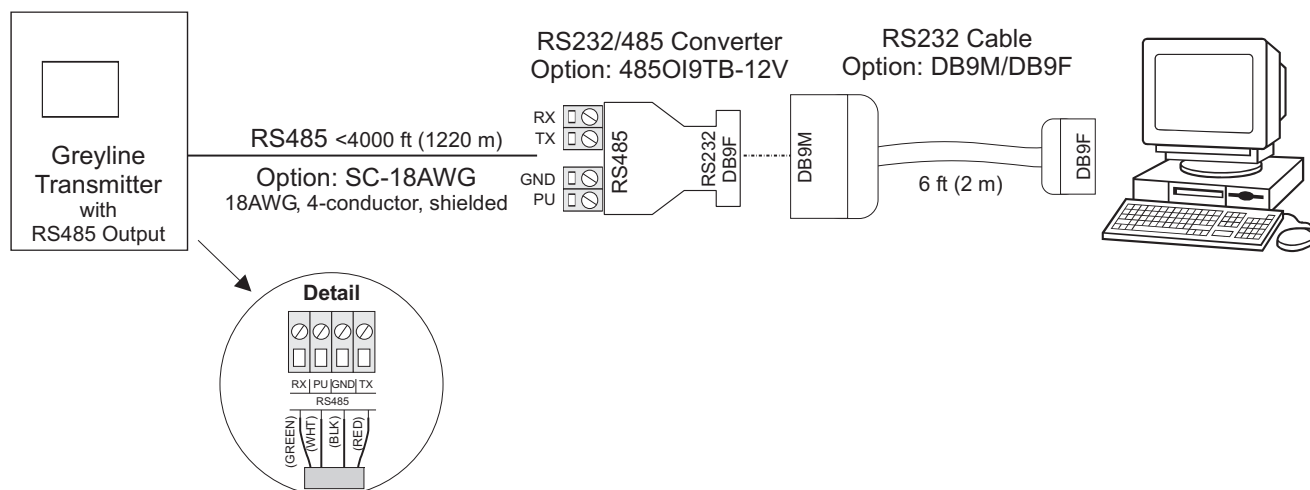 Greyline
Transmitter
with
RS485 Output
RS485 <4000 ft (1220 m)
Option: SC-18AWG
18AWG, 4-conductor, shielded
RS232/485 Converter
Option: 485OI9TB-12V
RX
TX
GND
PU
RS485
RS232
DB9F
RS232 Cable
Option: DB9M/DB9F
DB9M
6 ft (2 m)
DB9F
Detail
RX PU GND TX
RS485
(GREEN)
(WHT)
(BLK)
(RED)